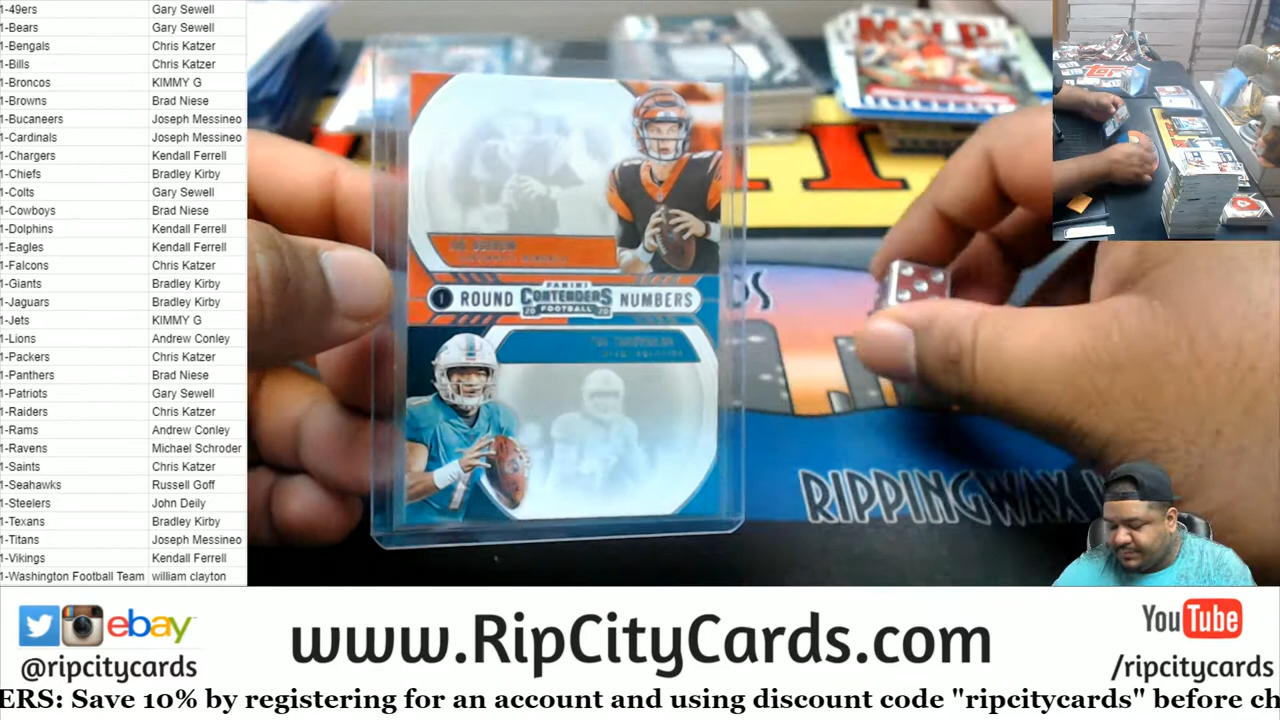 1-49ers Gary Sewell
1-Bears Gary Sewell
1-Bengals Chris Katzer
1-Bills Chris Katzer
1-Broncos KIMMY G
1-Browns Brad Niese
1-Bucaneers Joseph Messineo
1-Cardinals Joseph Messineo
1-Chargers Kendall Ferrell
1-Chiefs Bradley Kirby
1-Colts Gary Sewell
1-Cowboys Brad Niese
1-Dolphins Kendall Ferrell
1-Eagles Kendall Ferrell
1-Falcons Chris Katzer
1-Giants Bradley Kirby
1-Jaguars Bradley Kirby
1-Jets KIMMY G
1-Lions Andrew Conley
1-Packers Chris Katzer
1-Panthers Brad Niese
1-Patriots Gary Sewell
1-Raiders Chris Katzer
1-Rams Andrew Conley
1-Ravens Michael Schroder
1-Saints Chris Katzer
1-Seahawks Russell Goff
1-Steelers John Deily
1-Texans Bradley Kirby
1-Titans Joseph Messineo
1-Vikings Kendall Ferrell
1-Washington Football Team william clayton
MVP
PANINI
1 ROUND CONTENDERS NUMBERS
20 FOOTBALL 20
RIPPINGWAX
ebay
@ripcitycards
www.RipCityCards.com
YouTube
/ripcitycards
ERS: Save 10% by registering for an account and using discount code "ripcitycards" before ch